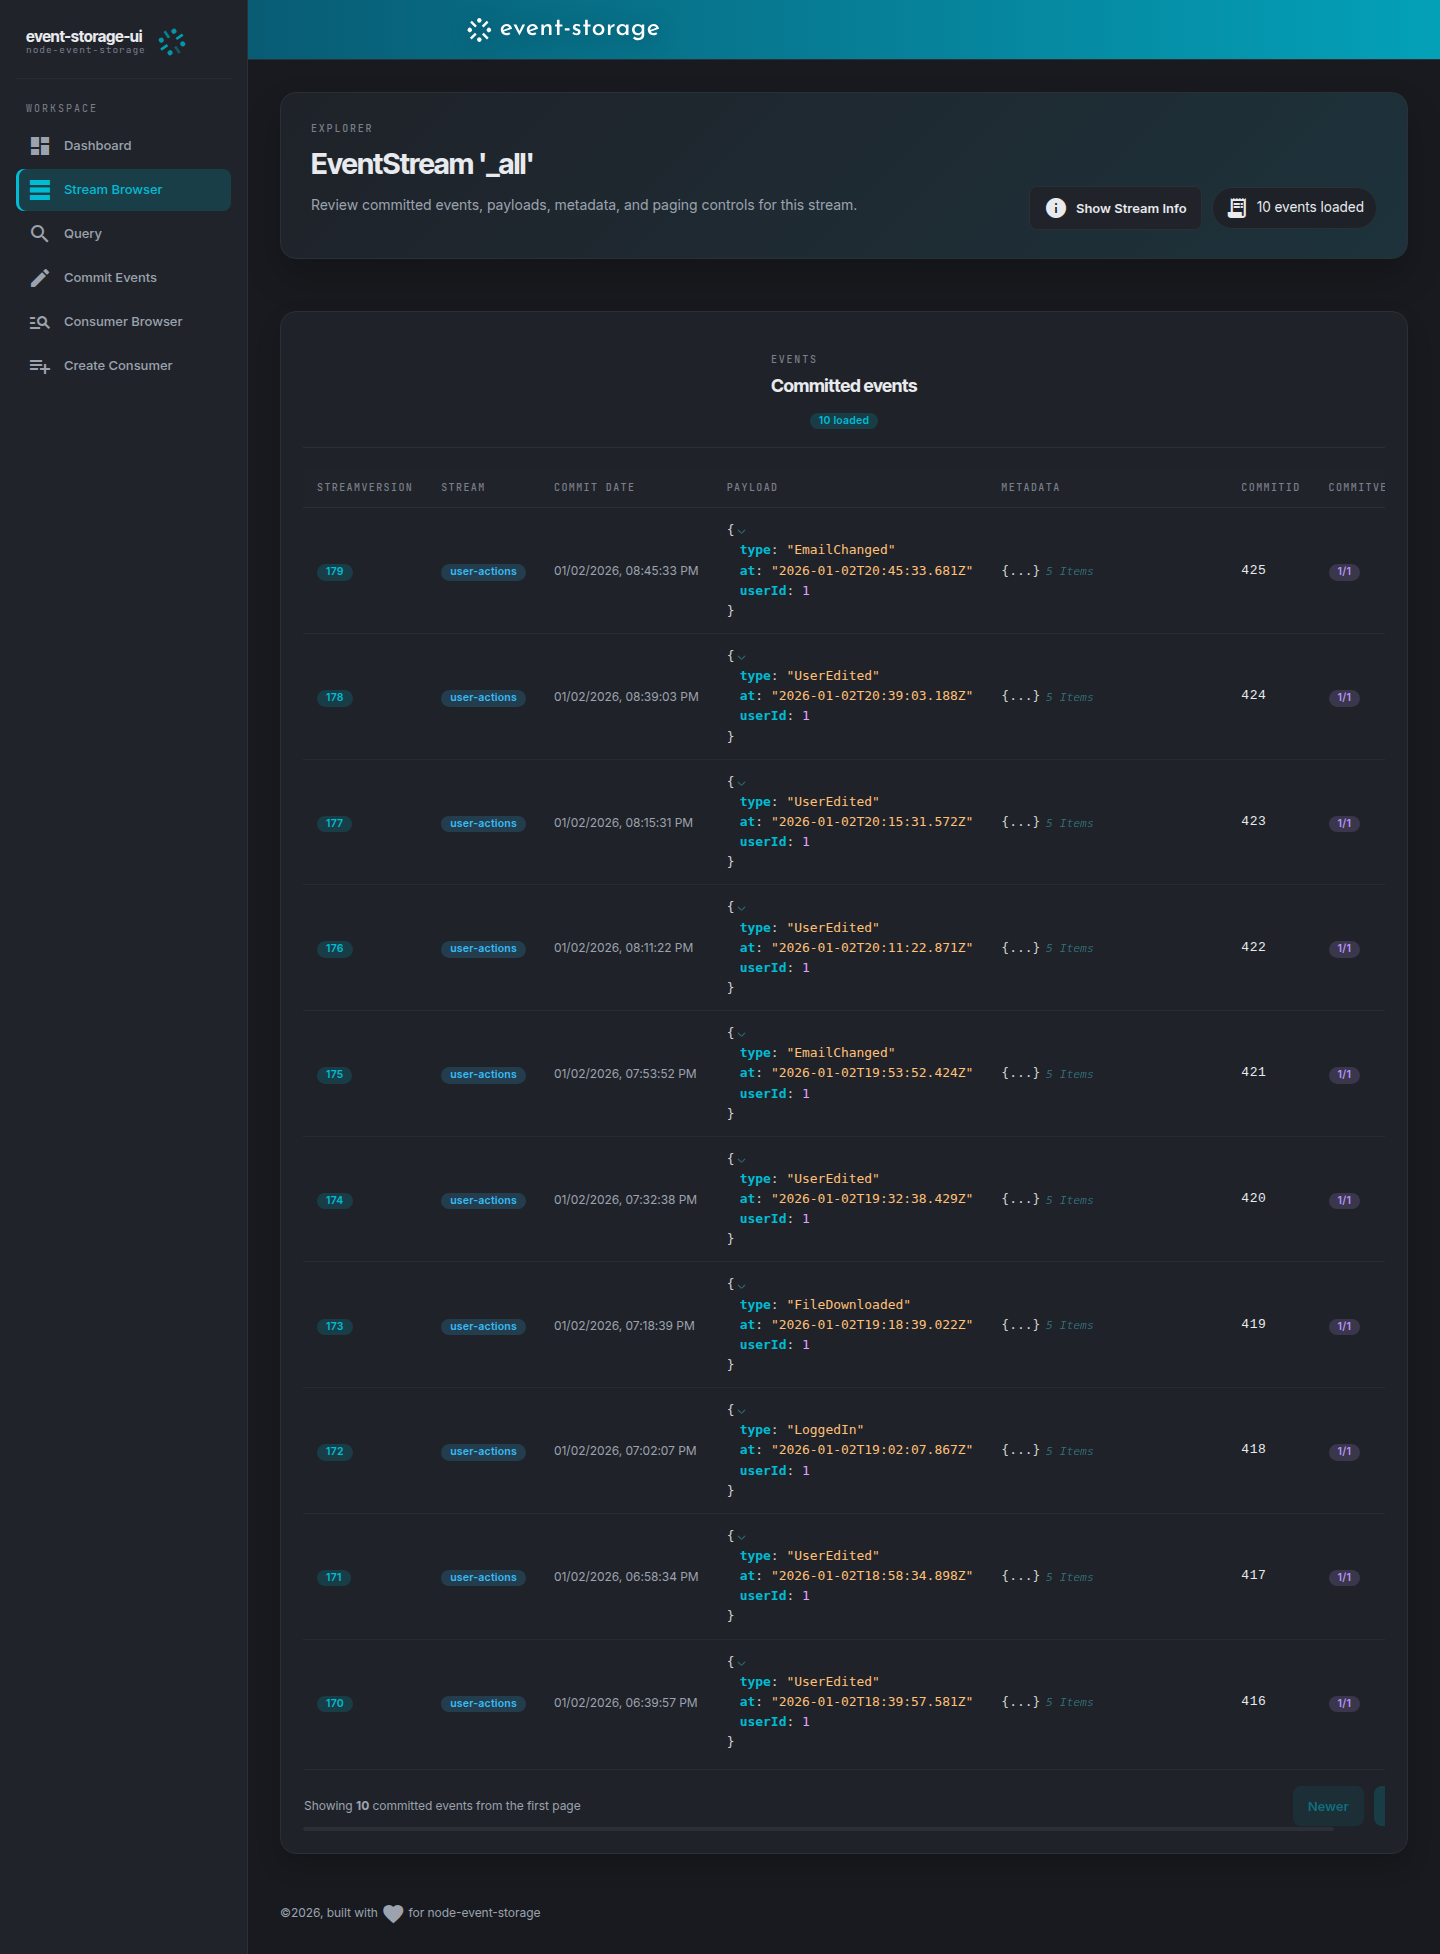 event-storage-ui
node-event-storage
event-storage
WORKSPACE
Dashboard
Stream Browser
Query
Commit Events
Consumer Browser
Create Consumer
EXPLORER
EventStream '_all'
Review committed events, payloads, metadata, and paging controls for this stream.
Show Stream Info
10 events loaded
EVENTS
Committed events
10 loaded
STREAMVERSION STREAM COMMIT DATE PAYLOAD METADATA COMMITID COMMITVE
{
type: "EmailChanged"
179 user-actions 01/02/2026, 08:45:33 PM at: "2026-01-02T20:45:33.681Z" {...} 5 Items 425 1/1
userId: 1
}
{
type: "UserEdited"
178 user-actions 01/02/2026, 08:39:03 PM at: "2026-01-02T20:39:03.188Z" {...} 5 Items 424 1/1
userId: 1
}
{
type: "UserEdited"
177 user-actions 01/02/2026, 08:15:31 PM at: "2026-01-02T20:15:31.572Z" {...} 5 Items 423 1/1
userId: 1
}
{
type: "UserEdited"
176 user-actions 01/02/2026, 08:11:22 PM at: "2026-01-02T20:11:22.871Z" {...} 5 Items 422 1/1
userId: 1
}
{
type: "EmailChanged"
175 user-actions 01/02/2026, 07:53:52 PM at: "2026-01-02T19:53:52.424Z" {...} 5 Items 421 1/1
userId: 1
}
{
type: "UserEdited"
174 user-actions 01/02/2026, 07:32:38 PM at: "2026-01-02T19:32:38.429Z" {...} 5 Items 420 1/1
userId: 1
}
{
type: "FileDownloaded"
173 user-actions 01/02/2026, 07:18:39 PM at: "2026-01-02T19:18:39.022Z" {...} 5 Items 419 1/1
userId: 1
}
{
type: "LoggedIn"
172 user-actions 01/02/2026, 07:02:07 PM at: "2026-01-02T19:02:07.867Z" {...} 5 Items 418 1/1
userId: 1
}
{
type: "UserEdited"
171 user-actions 01/02/2026, 06:58:34 PM at: "2026-01-02T18:58:34.898Z" {...} 5 Items 417 1/1
userId: 1
}
{
type: "UserEdited"
170 user-actions 01/02/2026, 06:39:57 PM at: "2026-01-02T18:39:57.581Z" {...} 5 Items 416 1/1
userId: 1
}
Showing 10 committed events from the first page
Newer
©2026, built with for node-event-storage